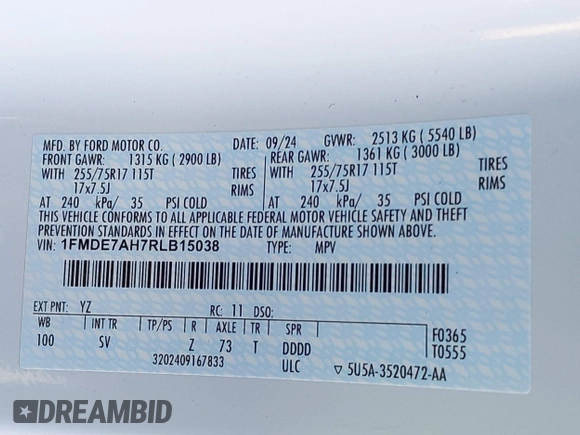 MFD. BY FORD MOTOR CO. DATE: 09/24 GVWR: 2513 KG ( 5540 LB)
FRONT GAWR: 1315 KG ( 2900 LB) REAR GAWR: 1361 KG ( 3000 LB)
WITH 255/75R17 115T TIRES WITH 255/75R17 115T TIRES
17x7.5J RIMS 17x7.5J RIMS
AT 240 kPa/ 35 PSI COLD AT 240 kPa/ 35 PSI COLD
THIS VEHICLE CONFORMS TO ALL APPLICABLE FEDERAL MOTOR VEHICLE SAFETY AND THEFT
PREVENTION STANDARDS IN EFFECT ON THE DATE OF MANUFACTURE SHOWN ABOVE.
VIN: 1FMDE7AH7RLB15038 TYPE: MPV
EXT PNT: YZ RC: 11 DSO:
WB INT TR TP/PS R AXLE TR SPR F0365
100 SV Z 73 T DDDD T0555
3202409167833 ULC ▽ 5U5A-3520472-AA
DREAMBID